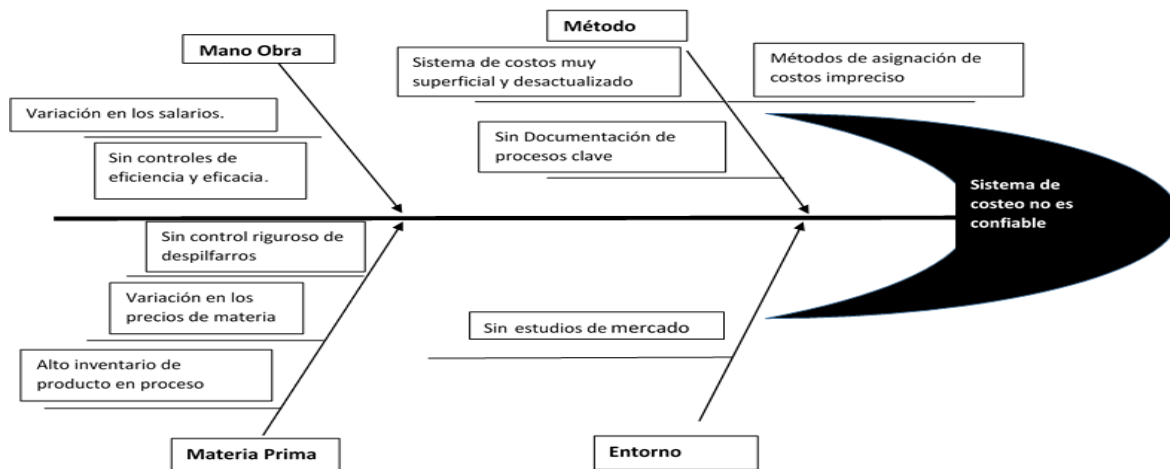 Mano Obra
Método
Sistema de costos muy
superficial y desactualizado
Métodos de asignación de
costos impreciso
Variación en los salarios.
Sin controles de
eficiencia y eficacia.
Sin Documentación de
procesos clave
Sistema de
costeo no es
confiable
Sin control riguroso de
despilfarros
Variación en los
precios de materia
Sin estudios de mercado
Alto inventario de
producto en proceso
Materia Prima
Entorno